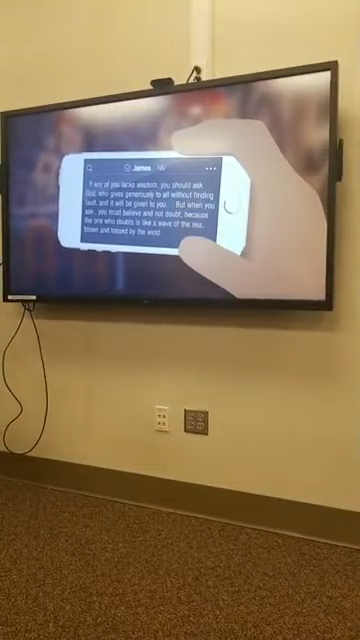 James NIV
If any of you lacks wisdom, you should ask
God, who gives generously to all without finding
fault, and it will be given to you. But when you
ask, you must believe and not doubt, because
the one who doubts is like a wave of the sea,
blown and tossed by the wind.